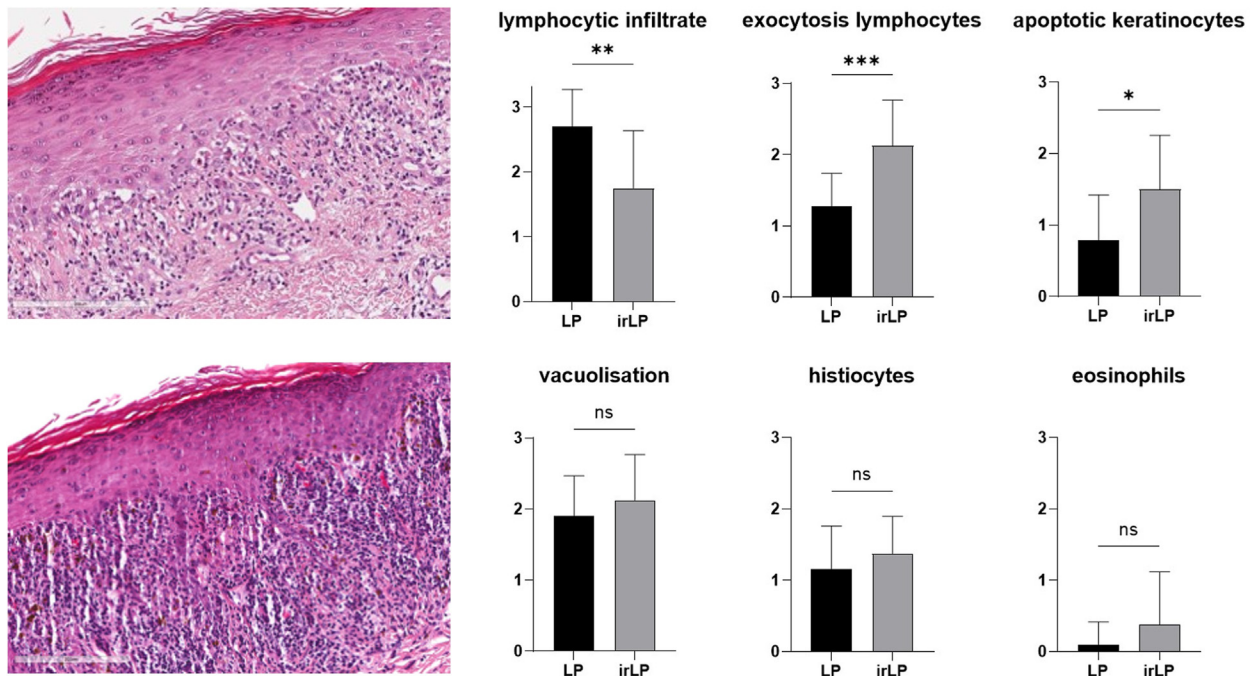 lymphocytic infiltrate
**
3
2
1
0
LP irLP
exocytosis lymphocytes
***
3
2
1
0
LP irLP
apoptotic keratinocytes
*
3
2
1
0
LP irLP
vacuolisation
ns
3
2
1
0
LP irLP
histiocytes
ns
3
2
1
0
LP irLP
eosinophils
ns
3
2
1
0
LP irLP